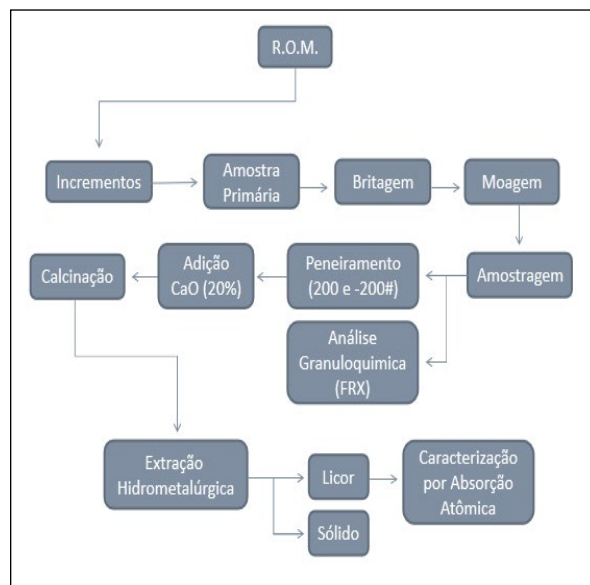 R.O.M.
Incrementos
Amostra
Primária
Britagem
Moagem
Calcinação
Adição
CaO (20%)
Peneiramento
(200 e -200#)
Amostragem
Análise
Granuloquimica
(FRX)
Extração
Hidrometalúrgica
Licor
Caracterização
por Absorção
Atômica
Sólido